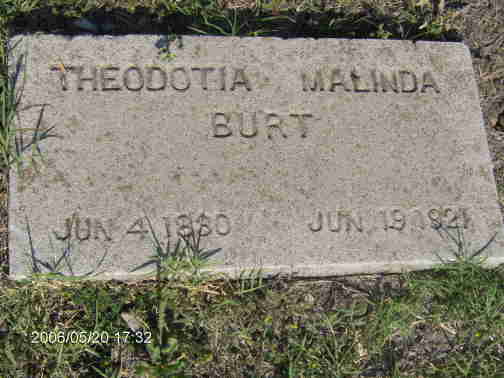 THEODOTIA MALINDA
BURT
JUN 4 1880 JUN 19 1921
2006/05/20 17:32